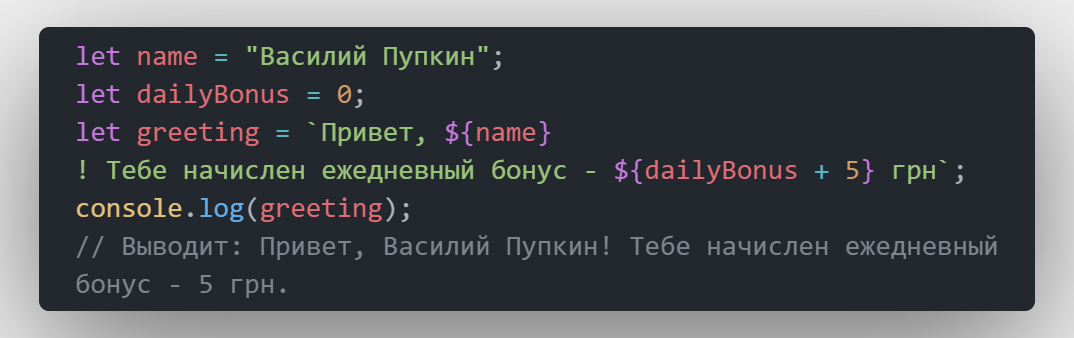 let name = "Василий Пупкин";
let dailyBonus = 0;
let greeting = `Привет, ${name}
! Тебе начислен ежедневный бонус - ${dailyBonus + 5} грн`;
console.log(greeting);
// Выводит: Привет, Василий Пупкин! Тебе начислен ежедневный
бонус - 5 грн.